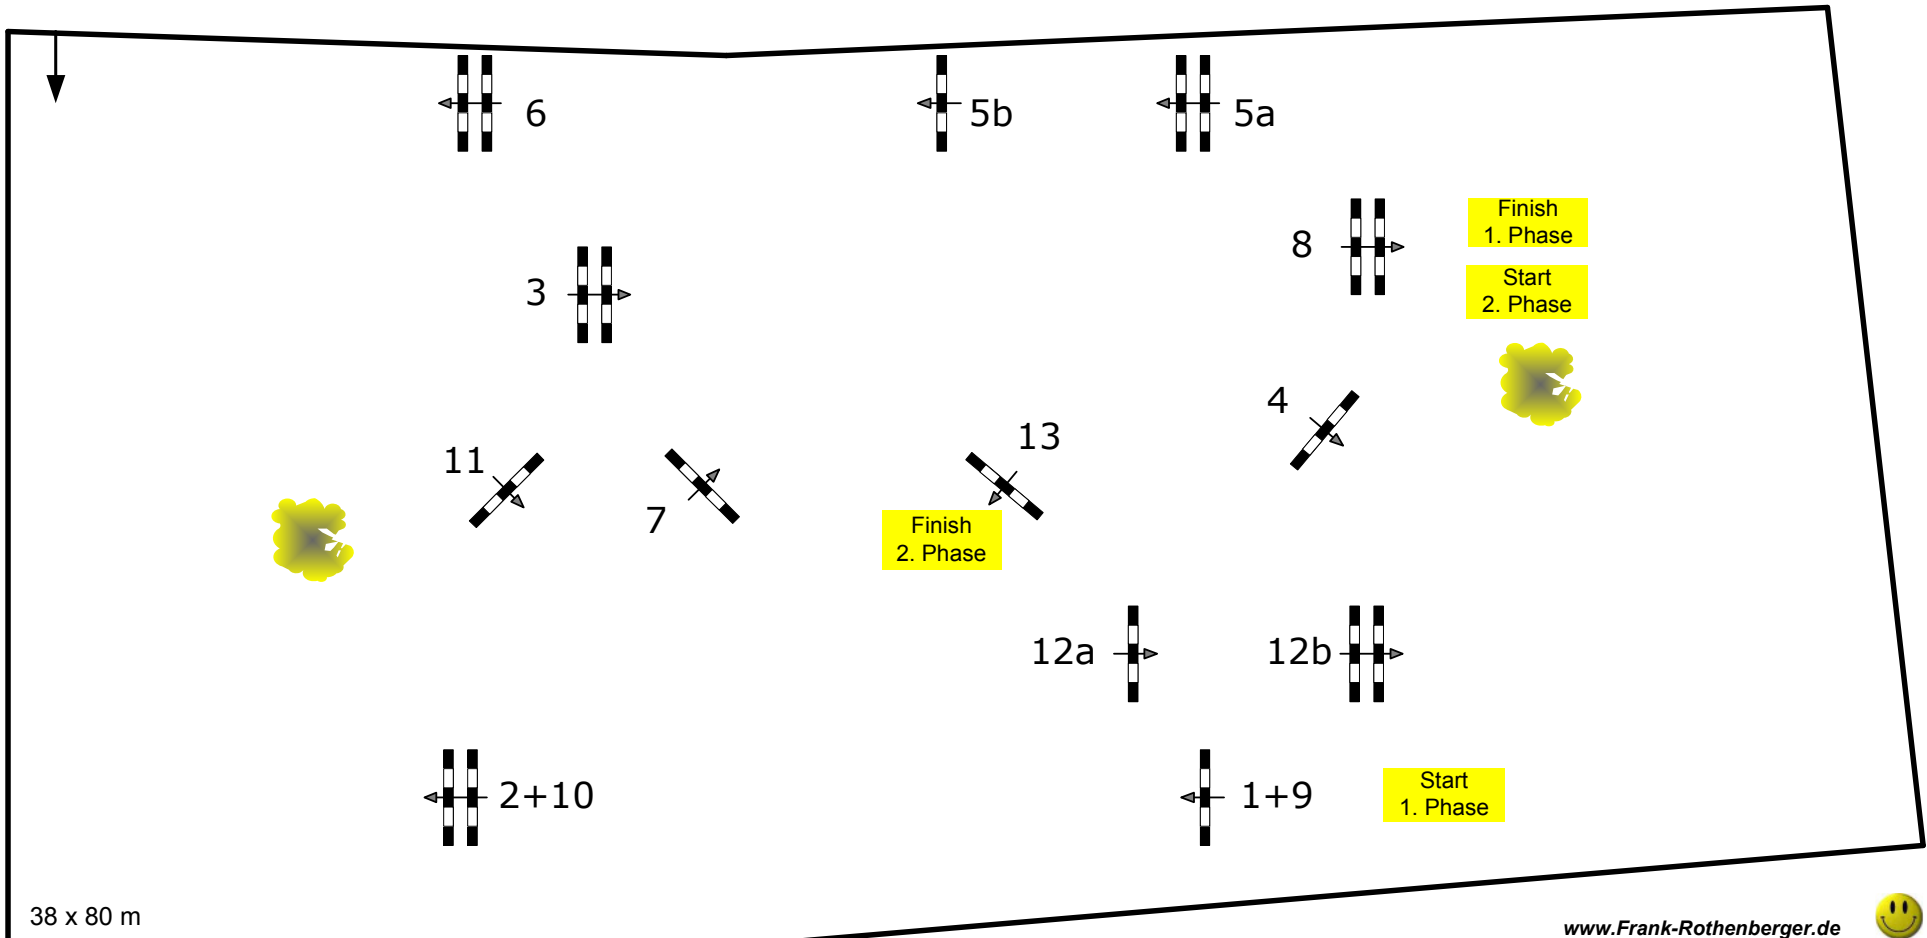 6
5b
5a
8
Finish
1. Phase
Start
2. Phase
3
4
11
7
13
Finish
2. Phase
12a
12b
2+10
1+9
Start
1. Phase
38 x 80 m
www.Frank-Rothenberger.de